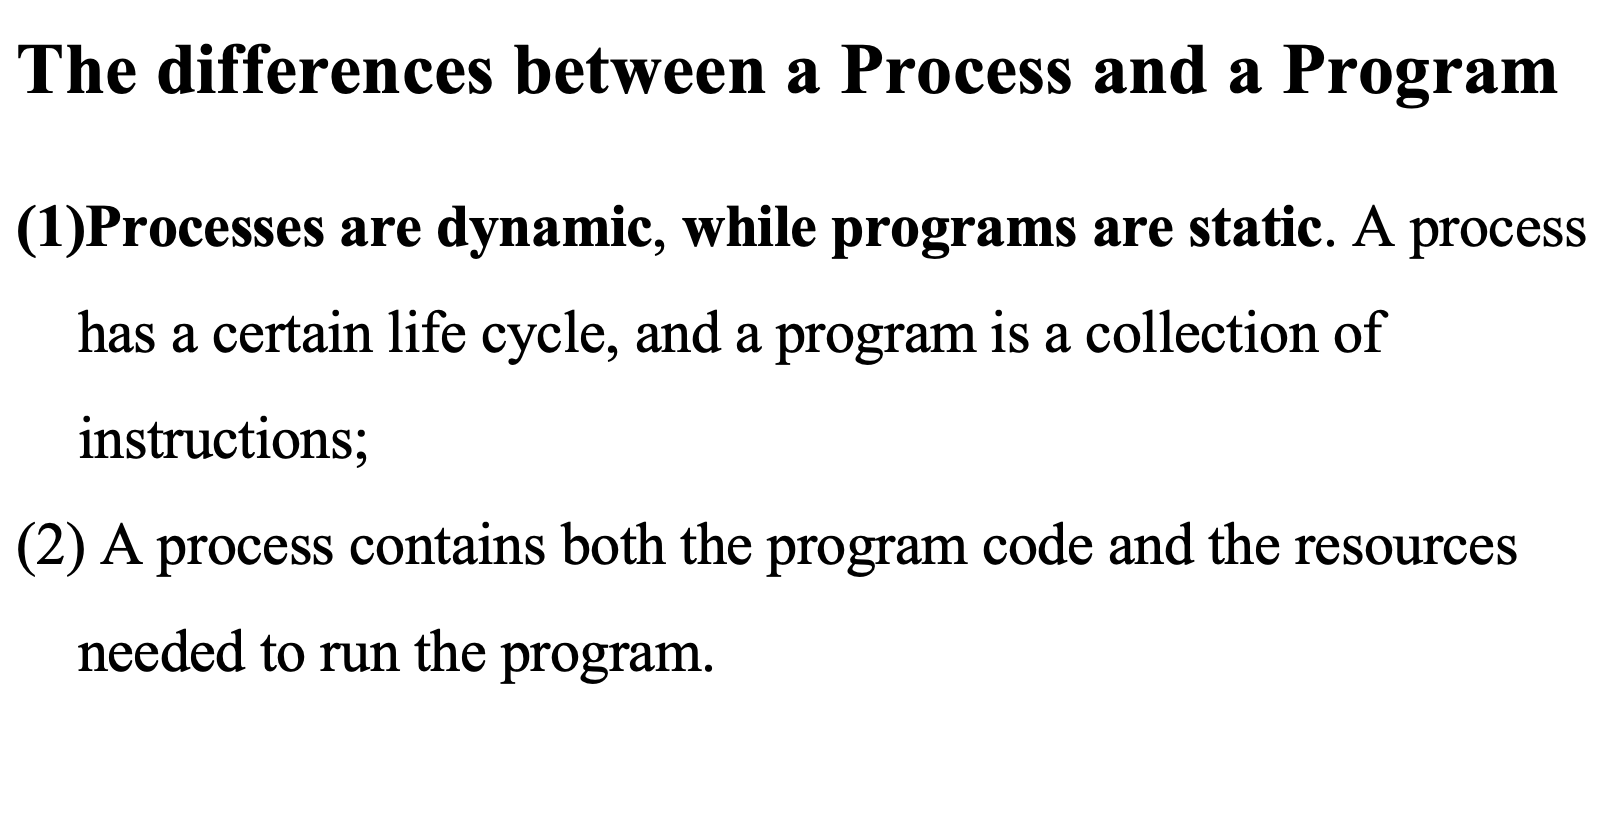 The differences between a Process and a Program
(1)Processes are dynamic, while programs are static. A process
has a certain life cycle, and a program is a collection of
instructions;
(2) A process contains both the program code and the resources
needed to run the program.